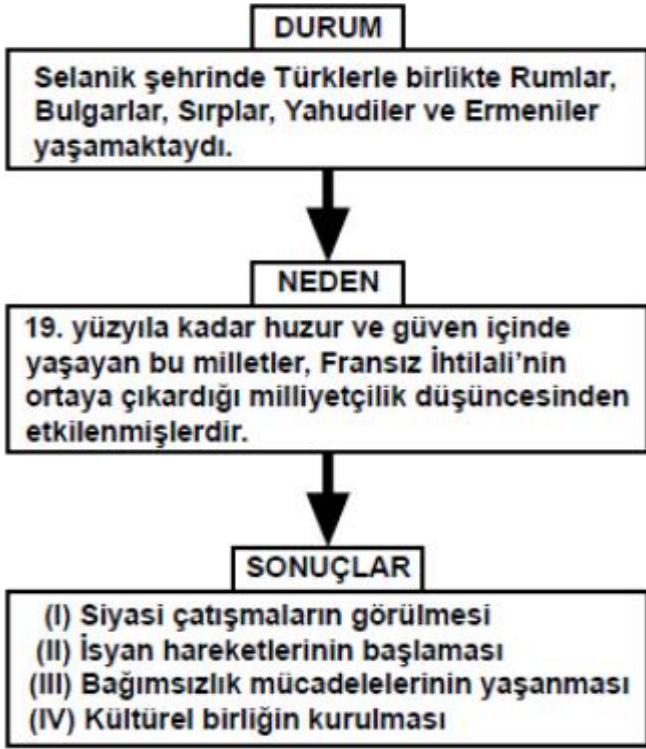 DURUM
Selanik şehrinde Türklerle birlikte Rumlar,
Bulgarlar, Sırplar, Yahudiler ve Ermeniler
yaşamaktaydı.
NEDEN
19. yüzyıla kadar huzur ve güven içinde
yaşayan bu milletler, Fransız İhtilali’nin
ortaya çıkardığı milliyetçilik düşüncesinden
etkilenmişlerdir.
SONUÇLAR
(I) Siyasi çatışmaların görülmesi
(II) İsyan hareketlerinin başlaması
(III) Bağımsızlık mücadelelerinin yaşanması
(IV) Kültürel birliğin kurulması